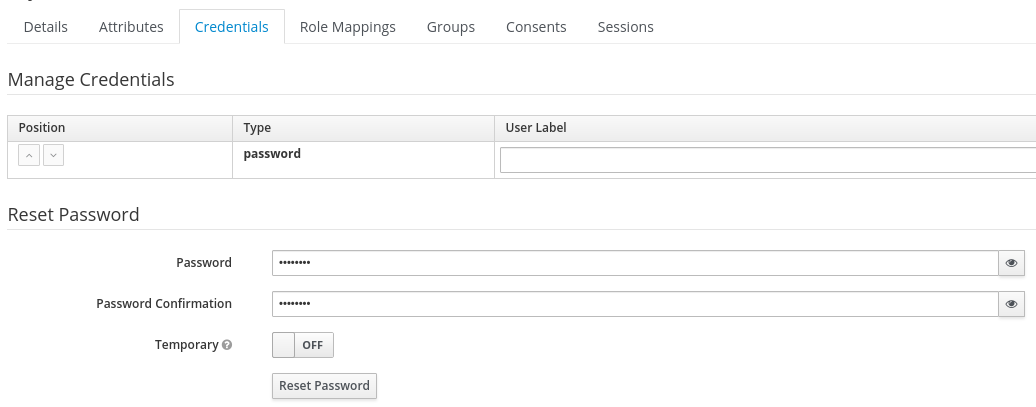 Details Attributes Credentials Role Mappings Groups Consents Sessions
Manage Credentials
Position Type User Label
password
Reset Password
Password ••••••••
Password Confirmation ••••••••
Temporary OFF
Reset Password